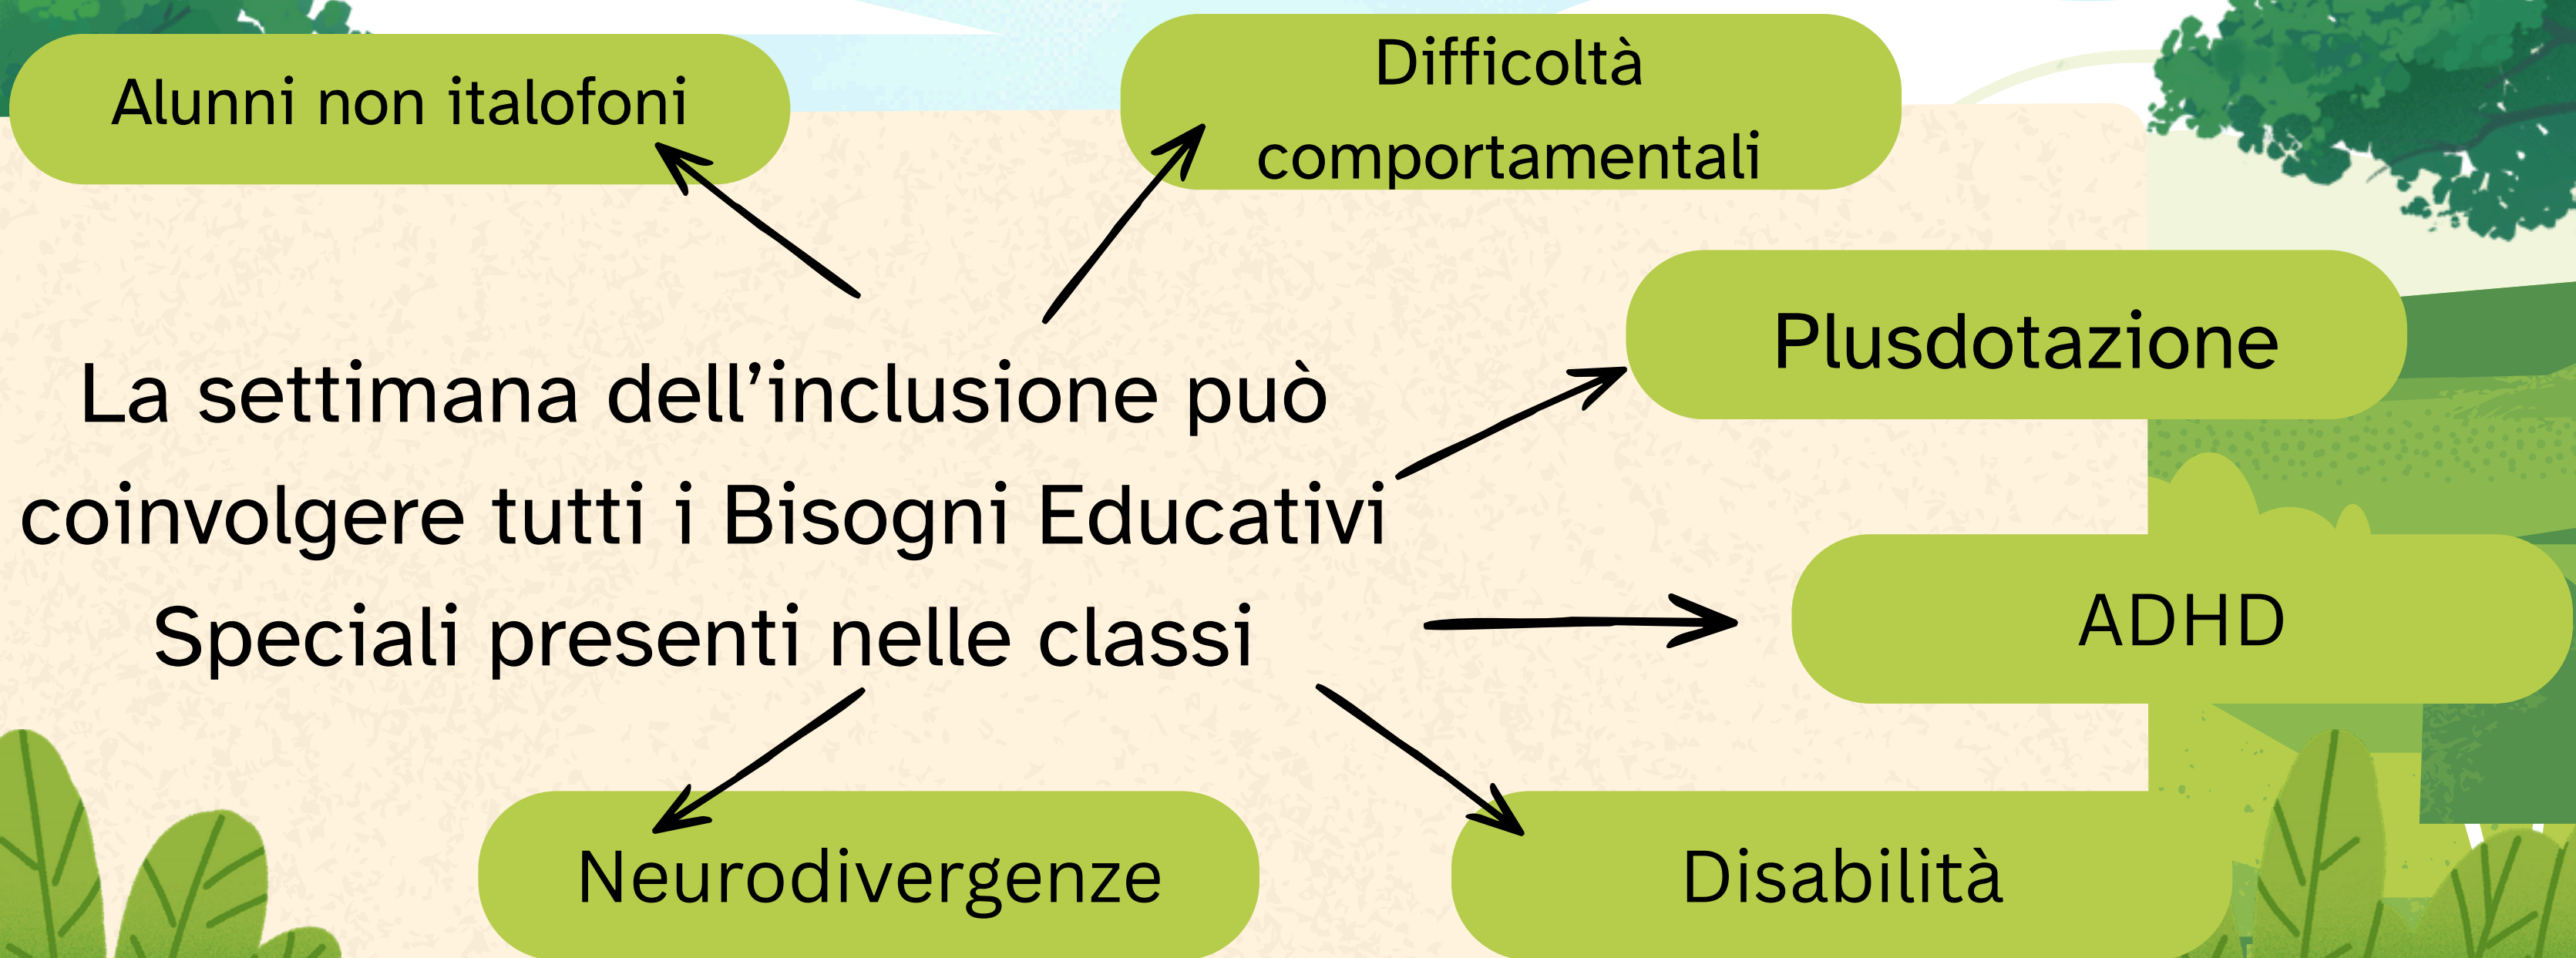 Alunni non italofoni
Difficoltà
comportamentali
Plusdotazione
La settimana dell’inclusione può
coinvolgere tutti i Bisogni Educativi
Speciali presenti nelle classi
ADHD
Neurodivergenze
Disabilità